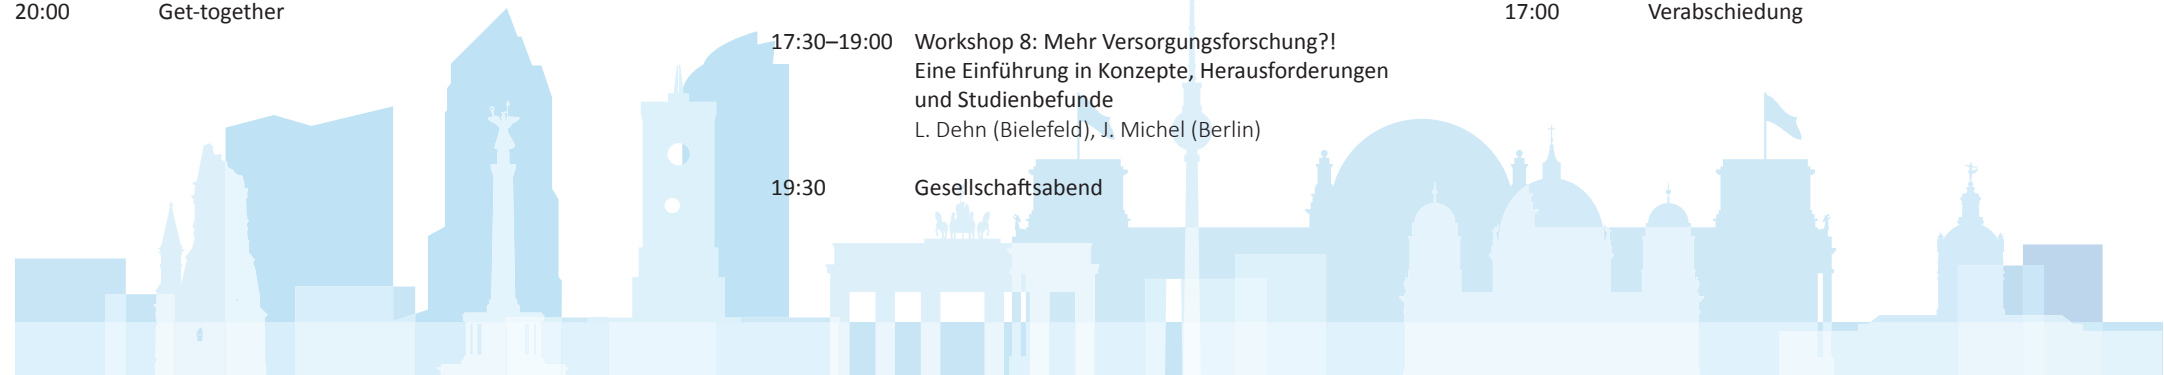 20:00 Get-together
17:30–19:00 Workshop 8: Mehr Versorgungsforschung?!
Eine Einführung in Konzepte, Herausforderungen
und Studienbefunde
L. Dehn (Bielefeld), J. Michel (Berlin)
19:30 Gesellschaftsabend
17:00 Verabschiedung